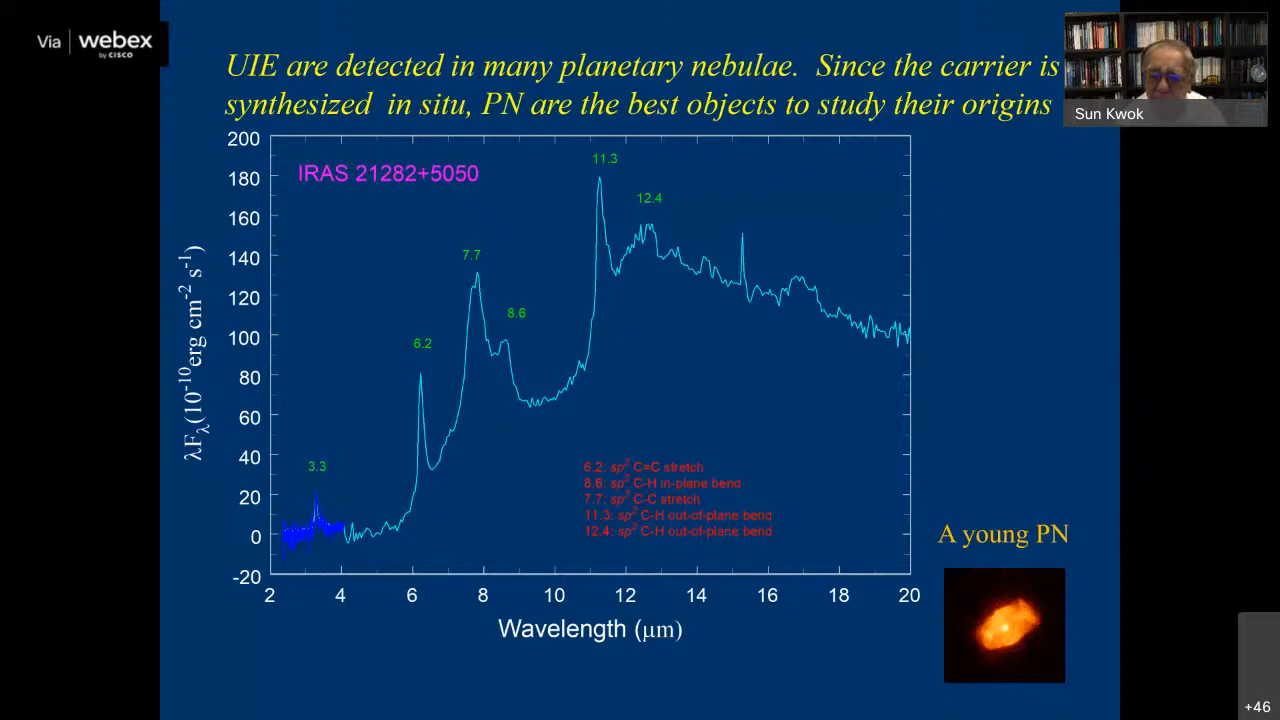 Via webex
by CISCO
UIE are detected in many planetary nebulae. Since the carrier is
synthesized in situ, PN are the best objects to study their origins
Sun Kwok
IRAS 21282+5050
200
180
160
140
120
100
80
60
40
20
0
-20
λFλ(10⁻¹⁰erg cm⁻² s⁻¹)
3.3
6.2
7.7
8.6
11.3
12.4
6.2: sp² C=C stretch
8.6: sp² C-H in-plane bend
7.7: sp² C-C stretch
11.3: sp² C-H out-of-plane bend
12.4: sp² C-H out-of-plane bend
2 4 6 8 10 12 14 16 18 20
Wavelength (μm)
A young PN
+46